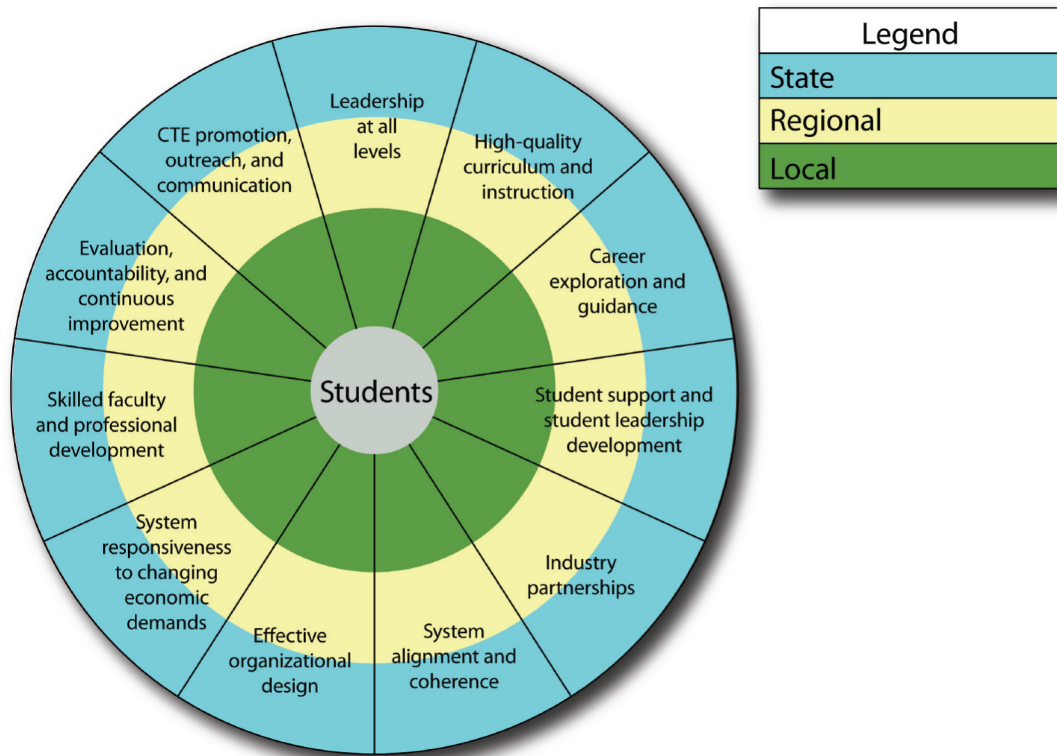 Legend
State
Regional
Local
Leadership
at all
levels
High-quality
curriculum and
instruction
Career
exploration and
guidance
Student support and
student leadership
development
Industry
partnerships
System
alignment and
coherence
Effective
organizational
design
System
responsiveness
to changing
economic
demands
Skilled faculty
and professional
development
Evaluation,
accountability, and
continuous
improvement
CTE promotion,
outreach, and
communication
Students